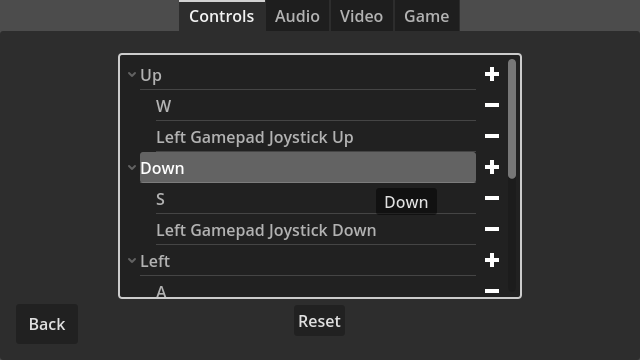 Controls Audio Video Game
Up
W
Left Gamepad Joystick Up
Down
S
Down
Left Gamepad Joystick Down
Left
A
Back
Reset